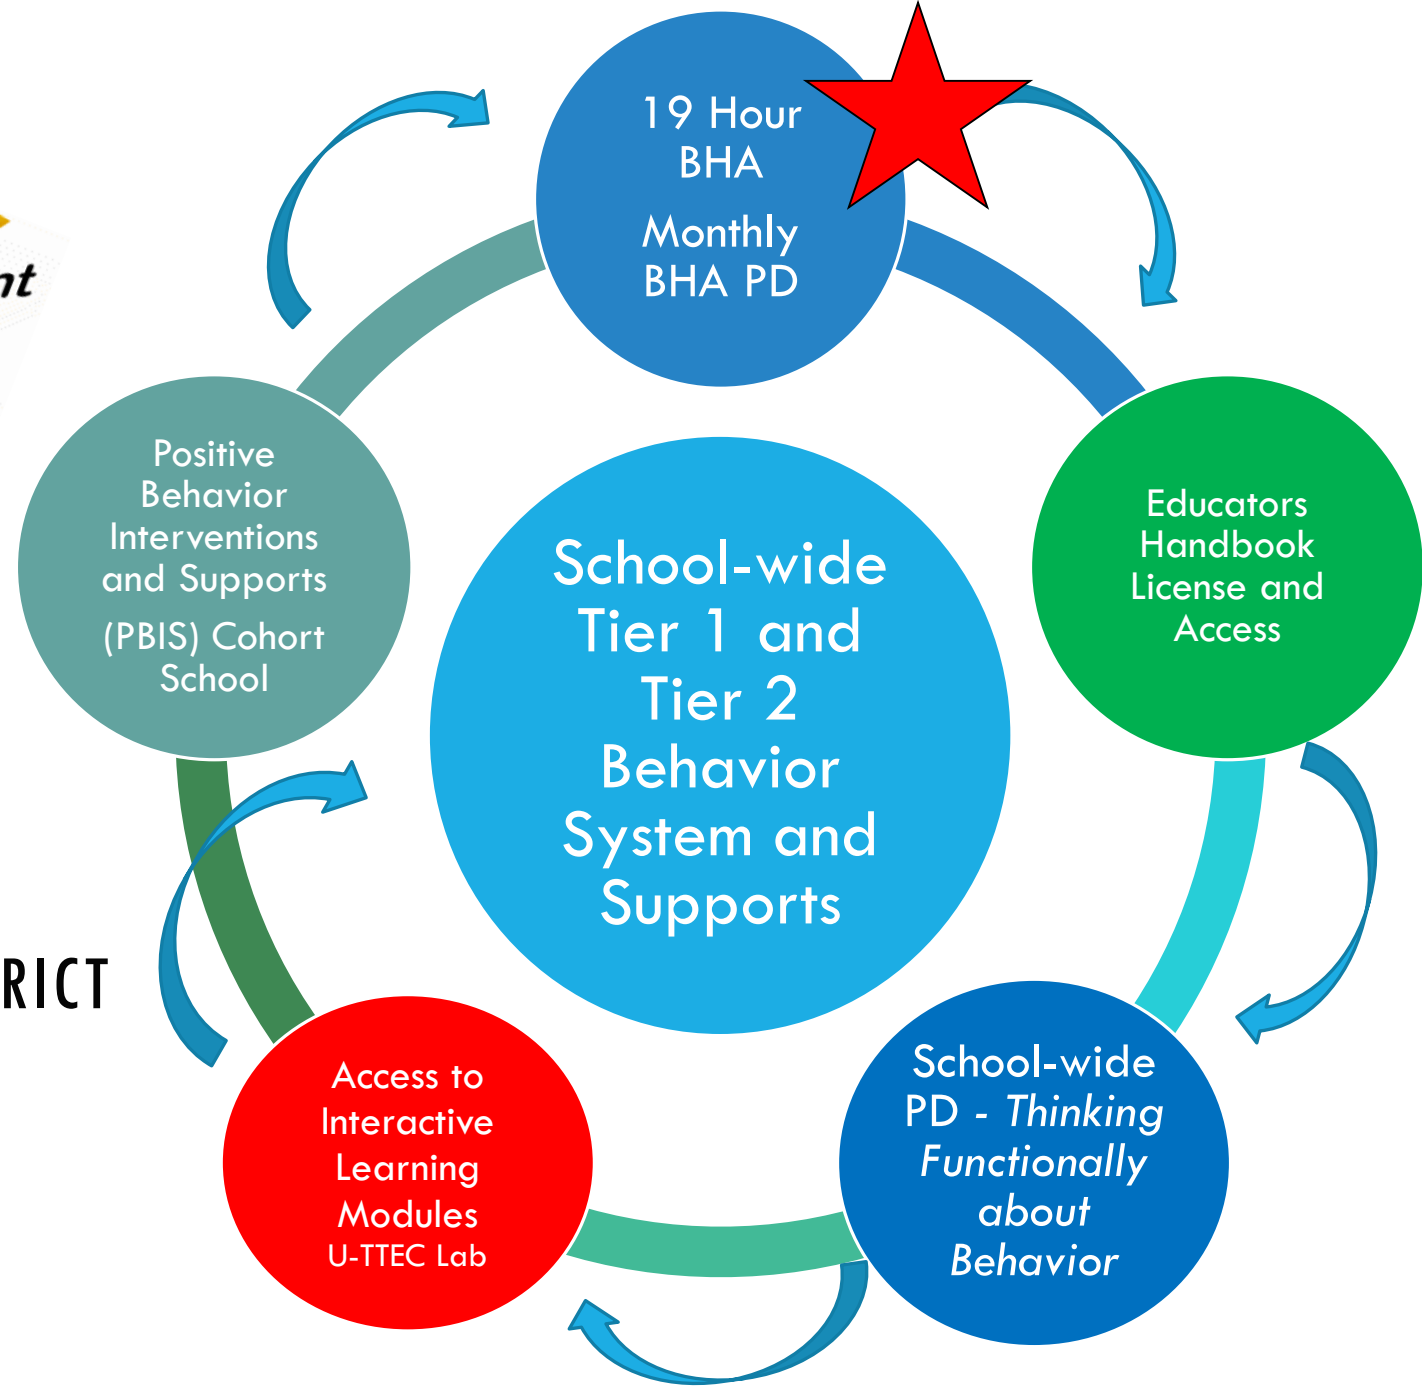 19 Hour
BHA
Monthly
BHA PD
nt
Positive
Behavior
Interventions
and Supports
(PBIS) Cohort
School
Educators
Handbook
License and
Access
School-wide
Tier 1 and
Tier 2
Behavior
System and
Supports
RICT
Access to
Interactive
Learning
Modules
U-TTEC Lab
School-wide
PD - Thinking
Functionally
about
Behavior